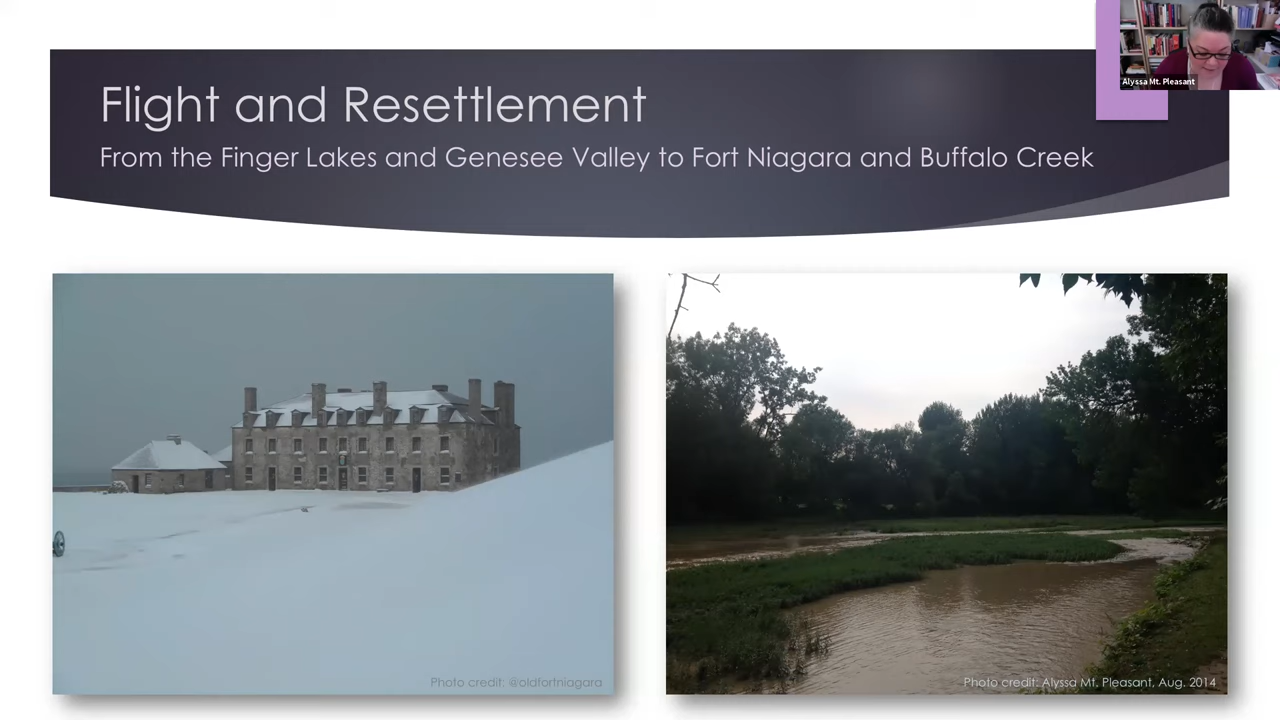 Flight and Resettlement
From the Finger Lakes and Genesee Valley to Fort Niagara and Buffalo Creek
Alyssa Mt. Pleasant
Photo credit: @oldfortniagara
Photo credit: Alyssa Mt. Pleasant, Aug. 2014